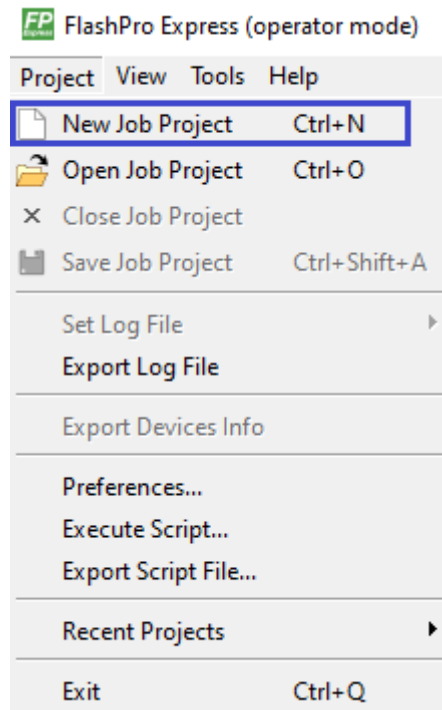 FP Express FlashPro Express (operator mode)
Project View Tools Help
New Job Project Ctrl+N
Open Job Project Ctrl+O
Close Job Project
Save Job Project Ctrl+Shift+A
Set Log File
Export Log File
Export Devices Info
Preferences...
Execute Script...
Export Script File...
Recent Projects
Exit Ctrl+Q